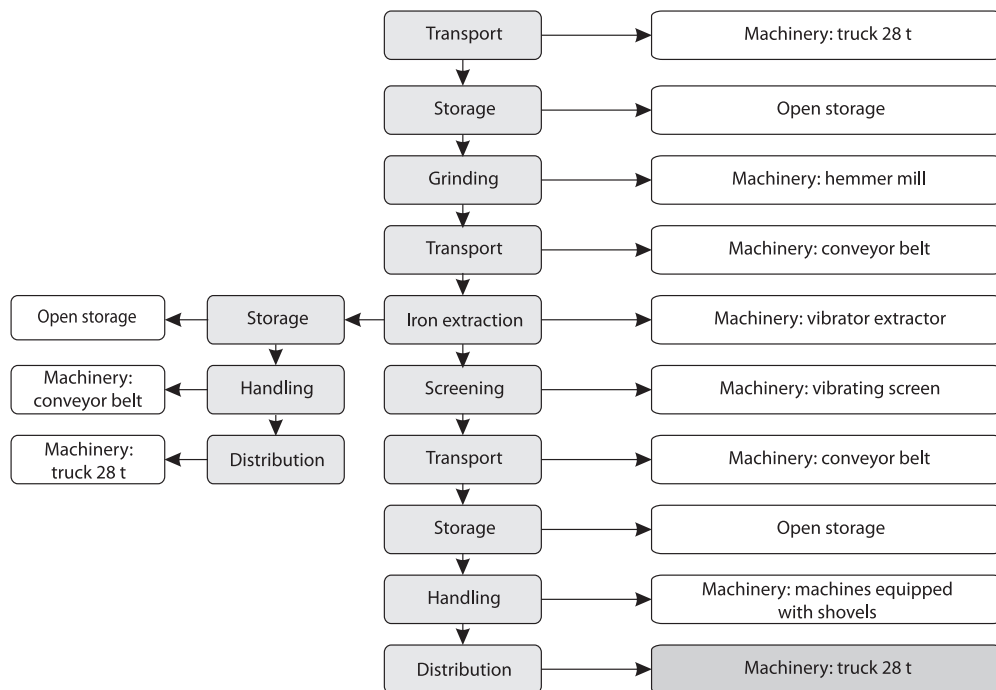 Transport
Machinery: truck 28 t
Storage
Open storage
Grinding
Machinery: hemmer mill
Transport
Machinery: conveyor belt
Open storage
Storage
Iron extraction
Machinery: vibrator extractor
Machinery:
conveyor belt
Handling
Screening
Machinery: vibrating screen
Machinery:
truck 28 t
Distribution
Transport
Machinery: conveyor belt
Storage
Open storage
Handling
Machinery: machines equipped
with shovels
Distribution
Machinery: truck 28 t